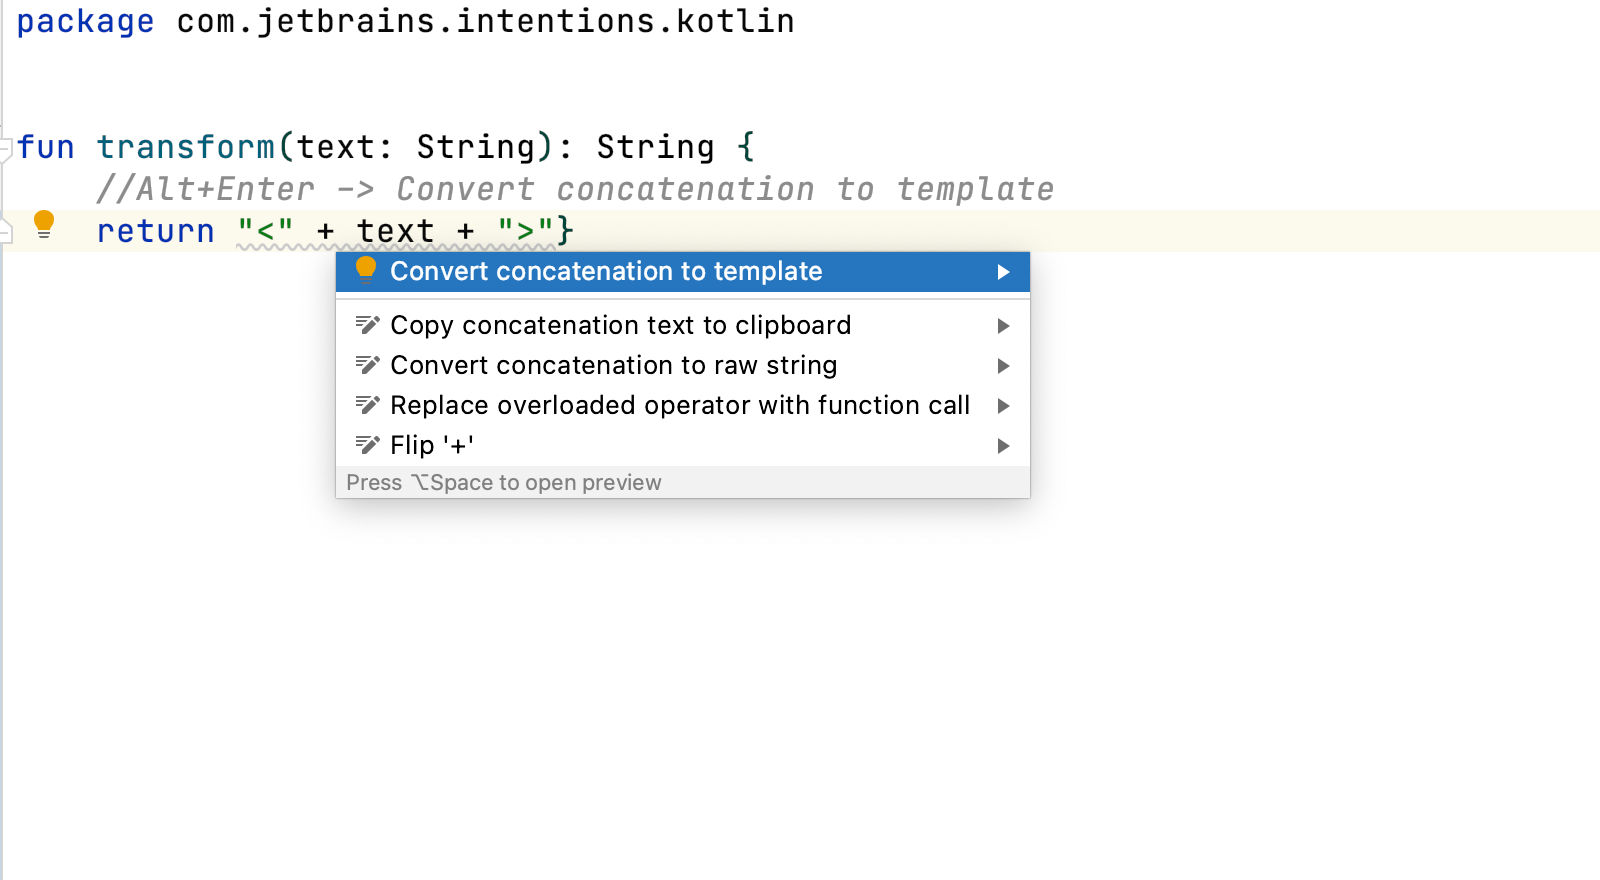 package com.jetbrains.intentions.kotlin
fun transform(text: String): String {
//Alt+Enter -> Convert concatenation to template
return "<" + text + ">"}
Convert concatenation to template
Copy concatenation text to clipboard
Convert concatenation to raw string
Replace overloaded operator with function call
Flip '+'
Press ⌥Space to open preview